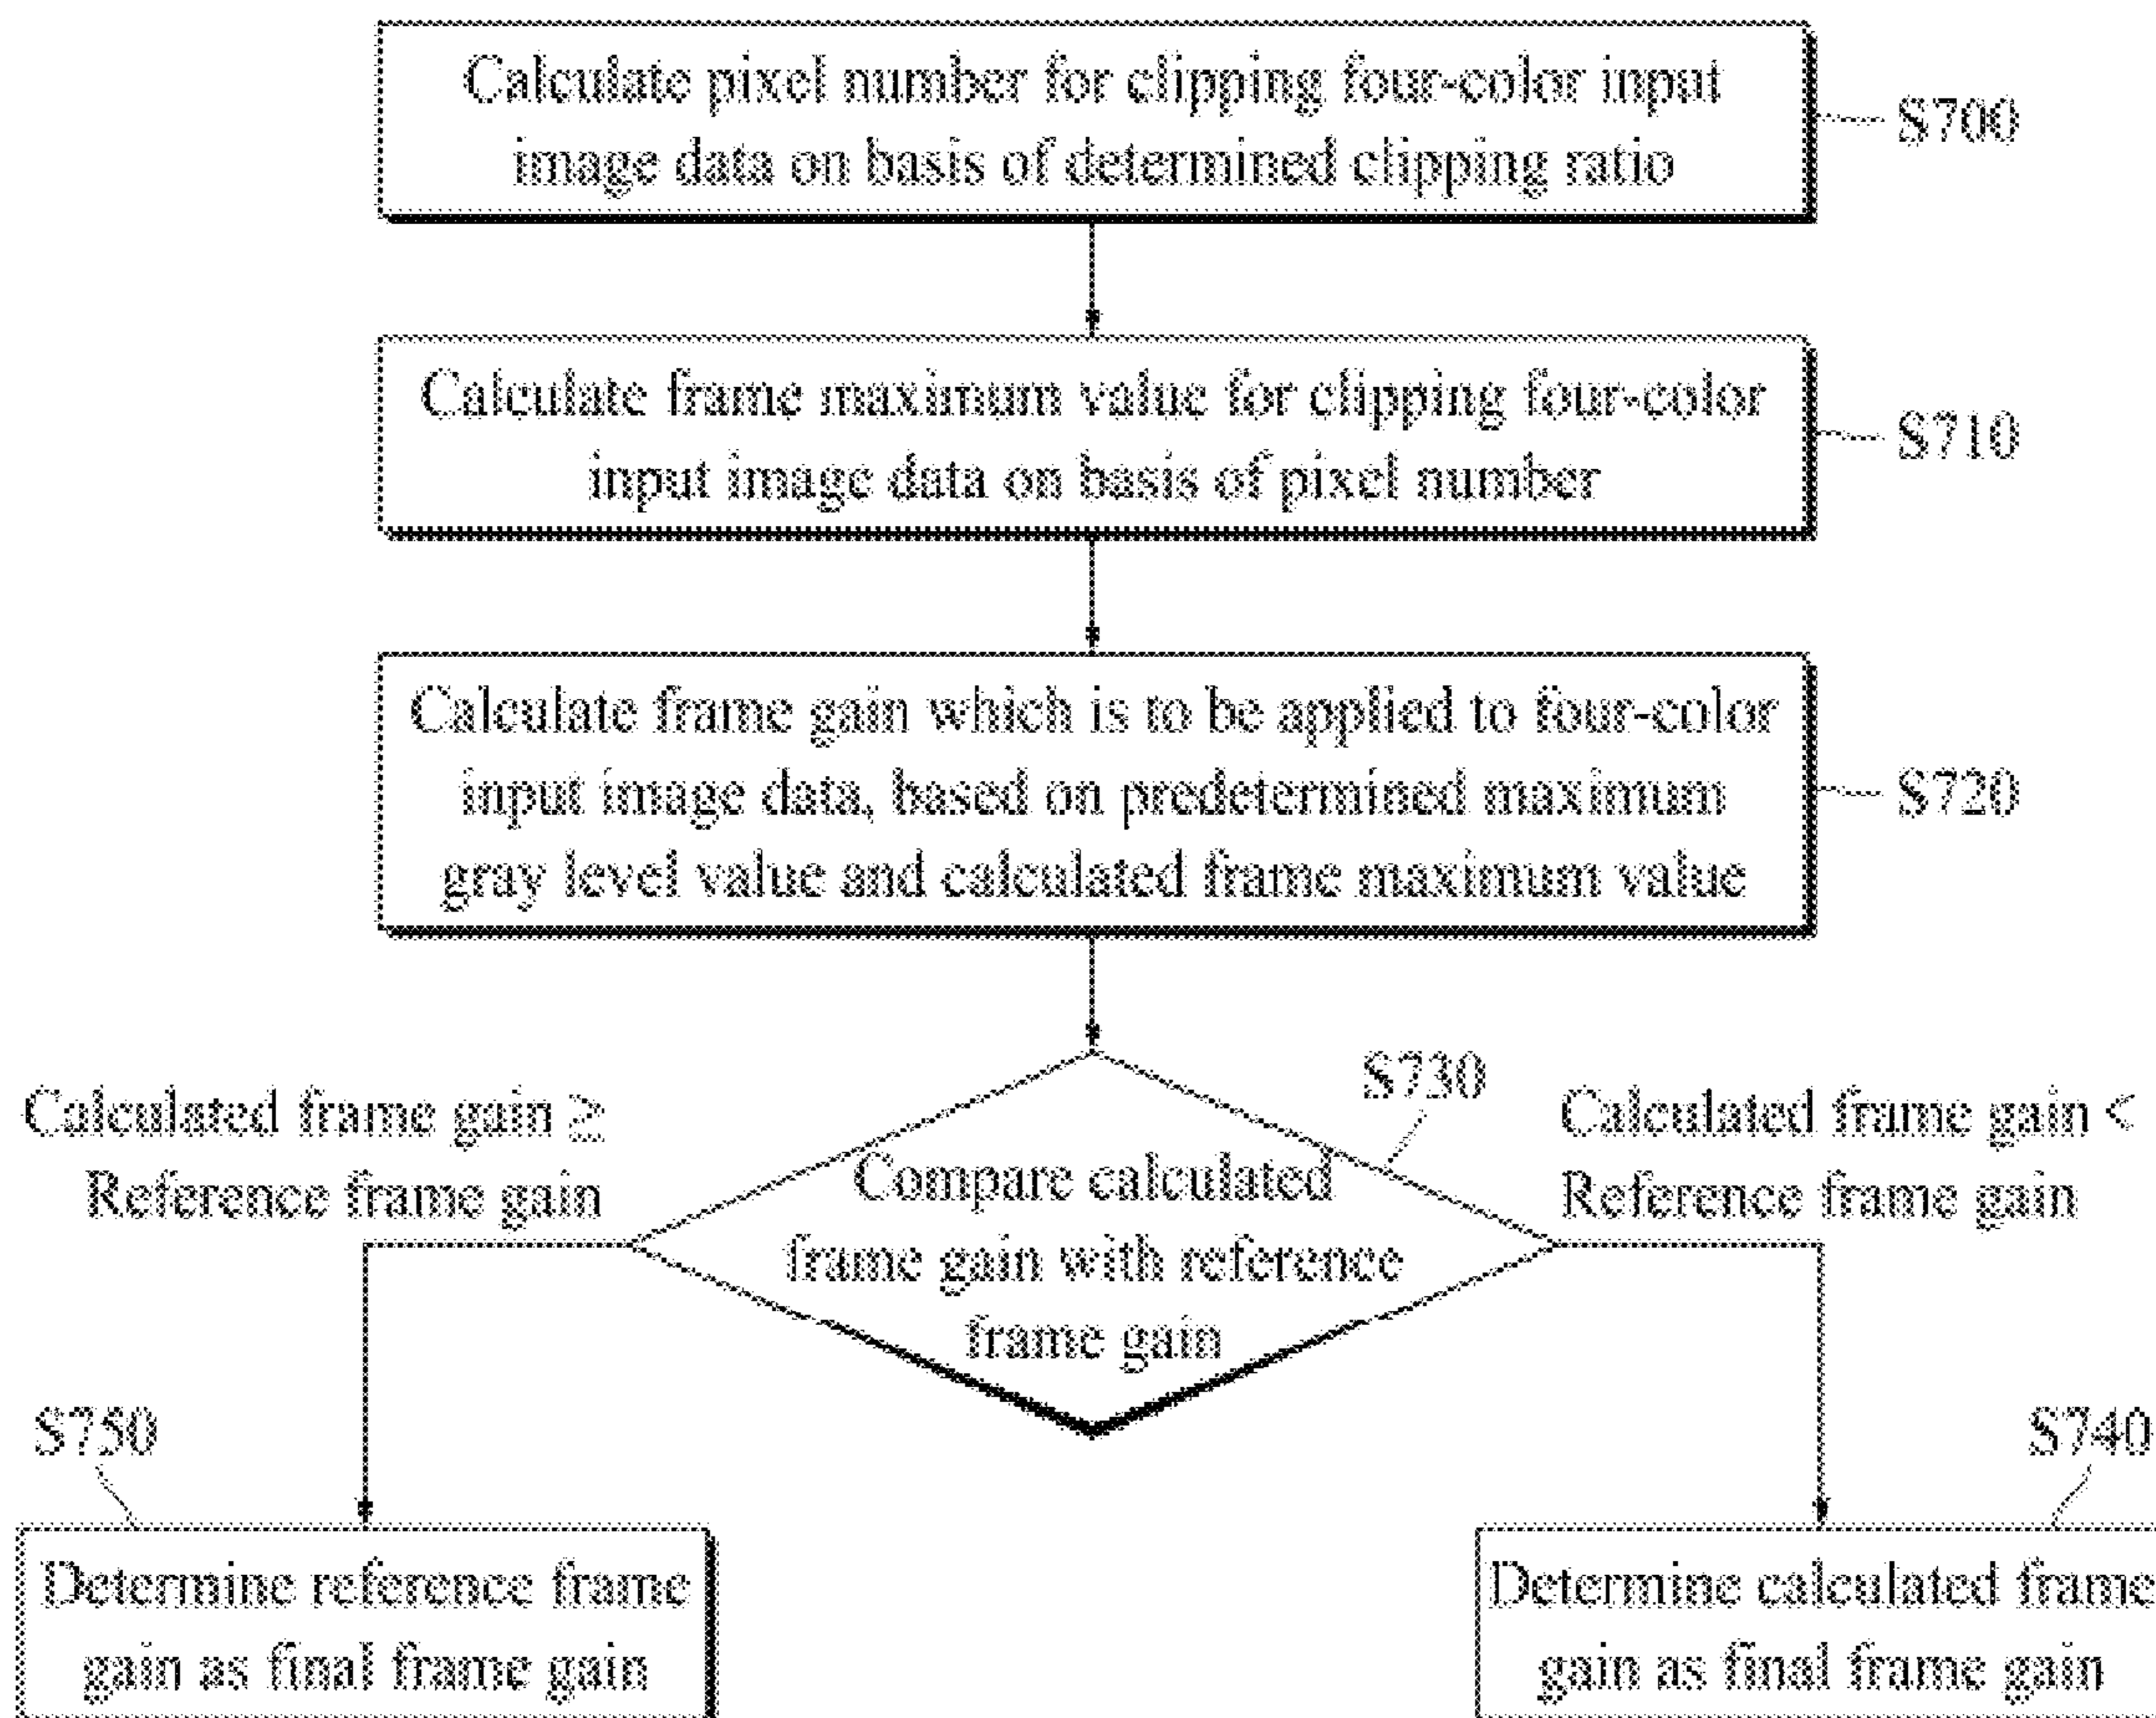 Calculate pixel number for clipping four-color input
image data on basis of determined clipping ratio
S700
Calculate frame maximum value for clipping four-color
input image data on basis of pixel number
S710
Calculate frame gain which is to be applied to four-color
input image data, based on predetermined maximum
gray level value and calculated frame maximum value
S720
Calculated frame gain ≥
Reference frame gain
S730
Compare calculated
frame gain with reference
frame gain
Calculated frame gain <
Reference frame gain
S750
Determine reference frame
gain as final frame gain
S740
Determine calculated frame
gain as final frame gain